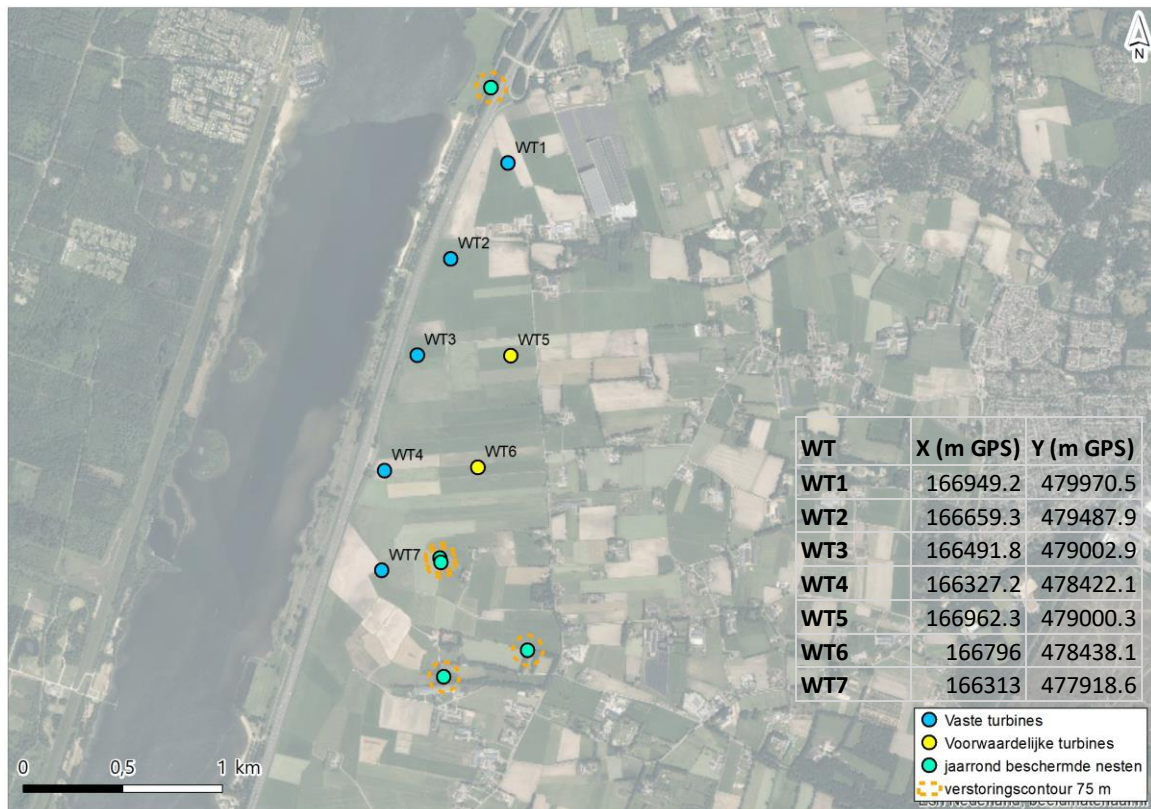 N
WT1
WT2
WT3
WT5
WT4
WT6
WT7
WT X (m GPS) Y (m GPS)
WT1 166949.2 479970.5
WT2 166659.3 479487.9
WT3 166491.8 479002.9
WT4 166327.2 478422.1
WT5 166962.3 479000.3
WT6 166796 478438.1
WT7 166313 477918.6
Vaste turbines
Voorwaardelijke turbines
jaarrond beschermde nesten
verstoringscontour 75 m
0 0,5 1 km